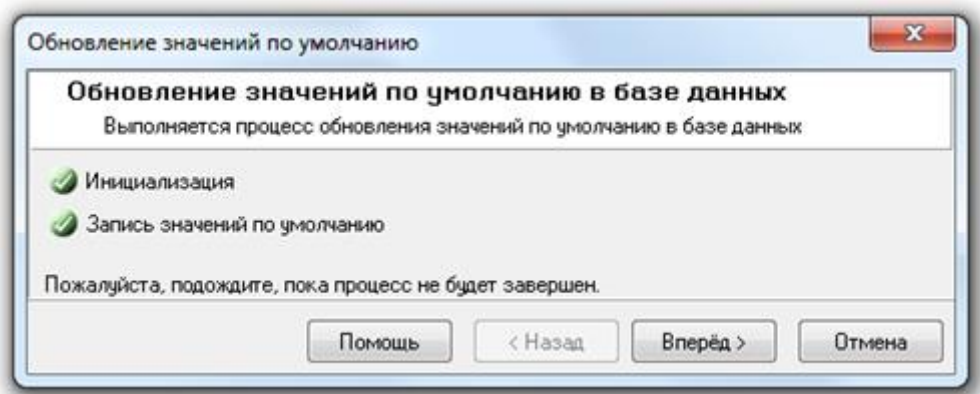 Обновление значений по умолчанию
Обновление значений по умолчанию в базе данных
Выполняется процесс обновления значений по умолчанию в базе данных
Инициализация
Запись значений по умолчанию
Пожалуйста, подождите, пока процесс не будет завершен.
Помощь < Назад Вперёд > Отмена